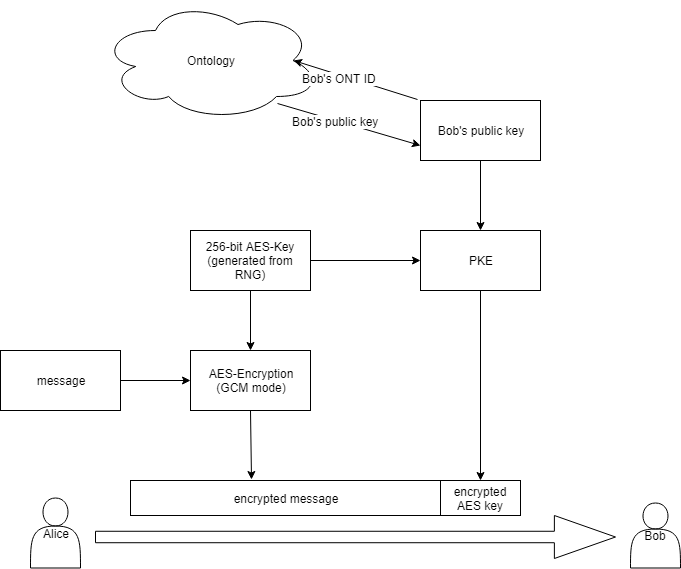 Ontology
Bob's ONT ID
Bob's public key
Bob's public key
256-bit AES-Key
(generated from
RNG)
PKE
message
AES-Encryption
(GCM mode)
encrypted message
encrypted
AES key
Alice
Bob